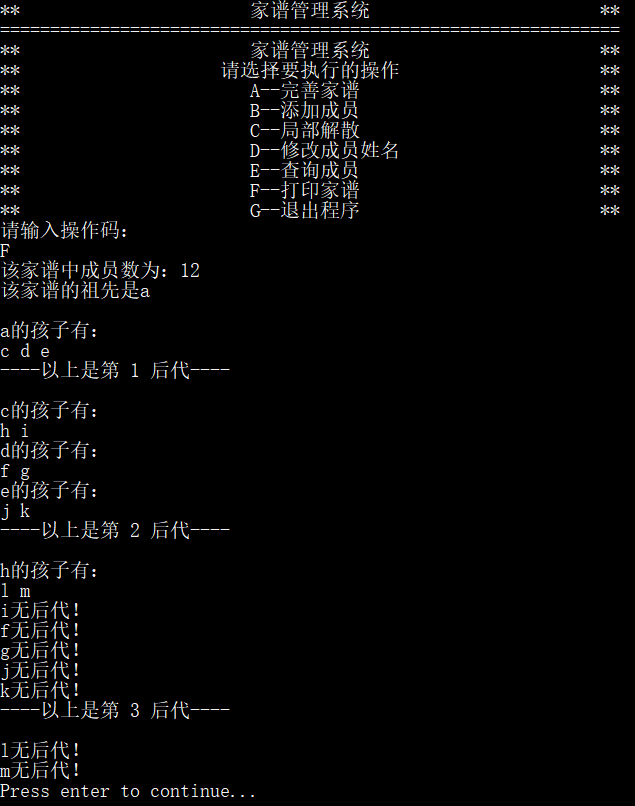 ** 家谱管理系统 **
===============================================================
** 家谱管理系统 **
** 请选择要执行的操作 **
** A--完善家谱 **
** B--添加成员 **
** C--局部解散 **
** D--修改成员姓名 **
** E--查询成员 **
** F--打印家谱 **
** G--退出程序 **
请输入操作码：
F
该家谱中成员数为：12
该家谱的祖先是a
a的孩子有：
c d e
----以上是第 1 后代----
c的孩子有：
h i
d的孩子有：
f g
e的孩子有：
j k
----以上是第 2 后代----
h的孩子有：
l m
i无后代！
f无后代！
g无后代！
j无后代！
k无后代！
----以上是第 3 后代----
l无后代！
m无后代！
Press enter to continue...